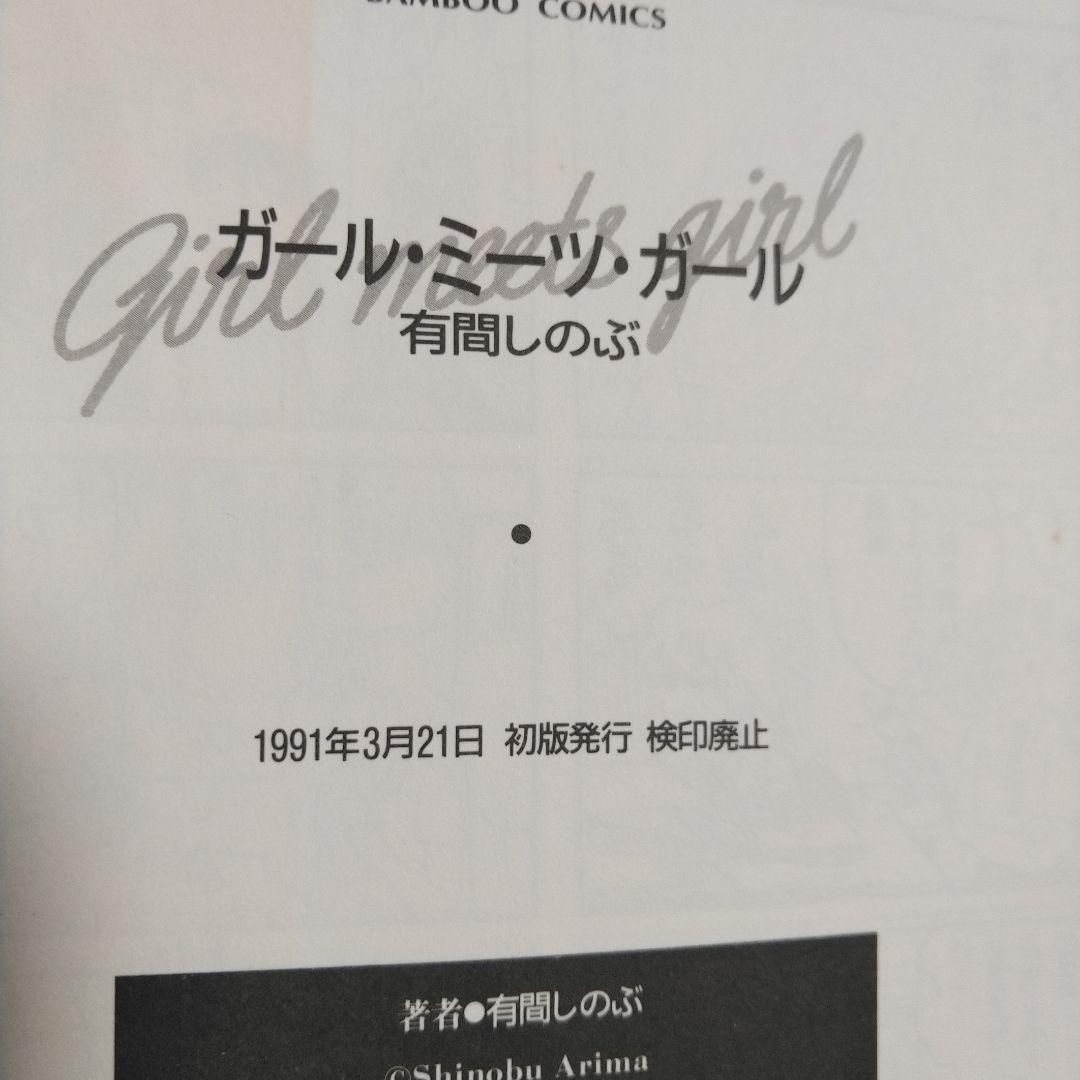 BAMBOO COMICS
Girl meets girl
ガール・ミーツ・ガール
有間しのぶ
●
1991年3月21日 初版発行 検印廃止
著者●有間しのぶ
©Shinobu Arima